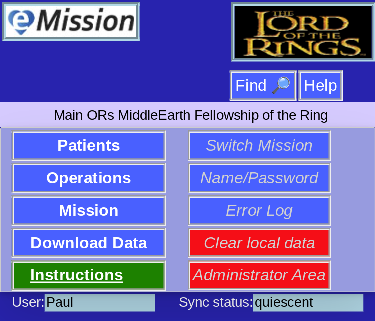 eMission
THE
LORD
OF THE
RINGS
Find 🔎 Help
Main ORs MiddleEarth Fellowship of the Ring
Patients Switch Mission
Operations Name/Password
Mission Error Log
Download Data Clear local data
Instructions Administrator Area
User: Paul Sync status: quiescent